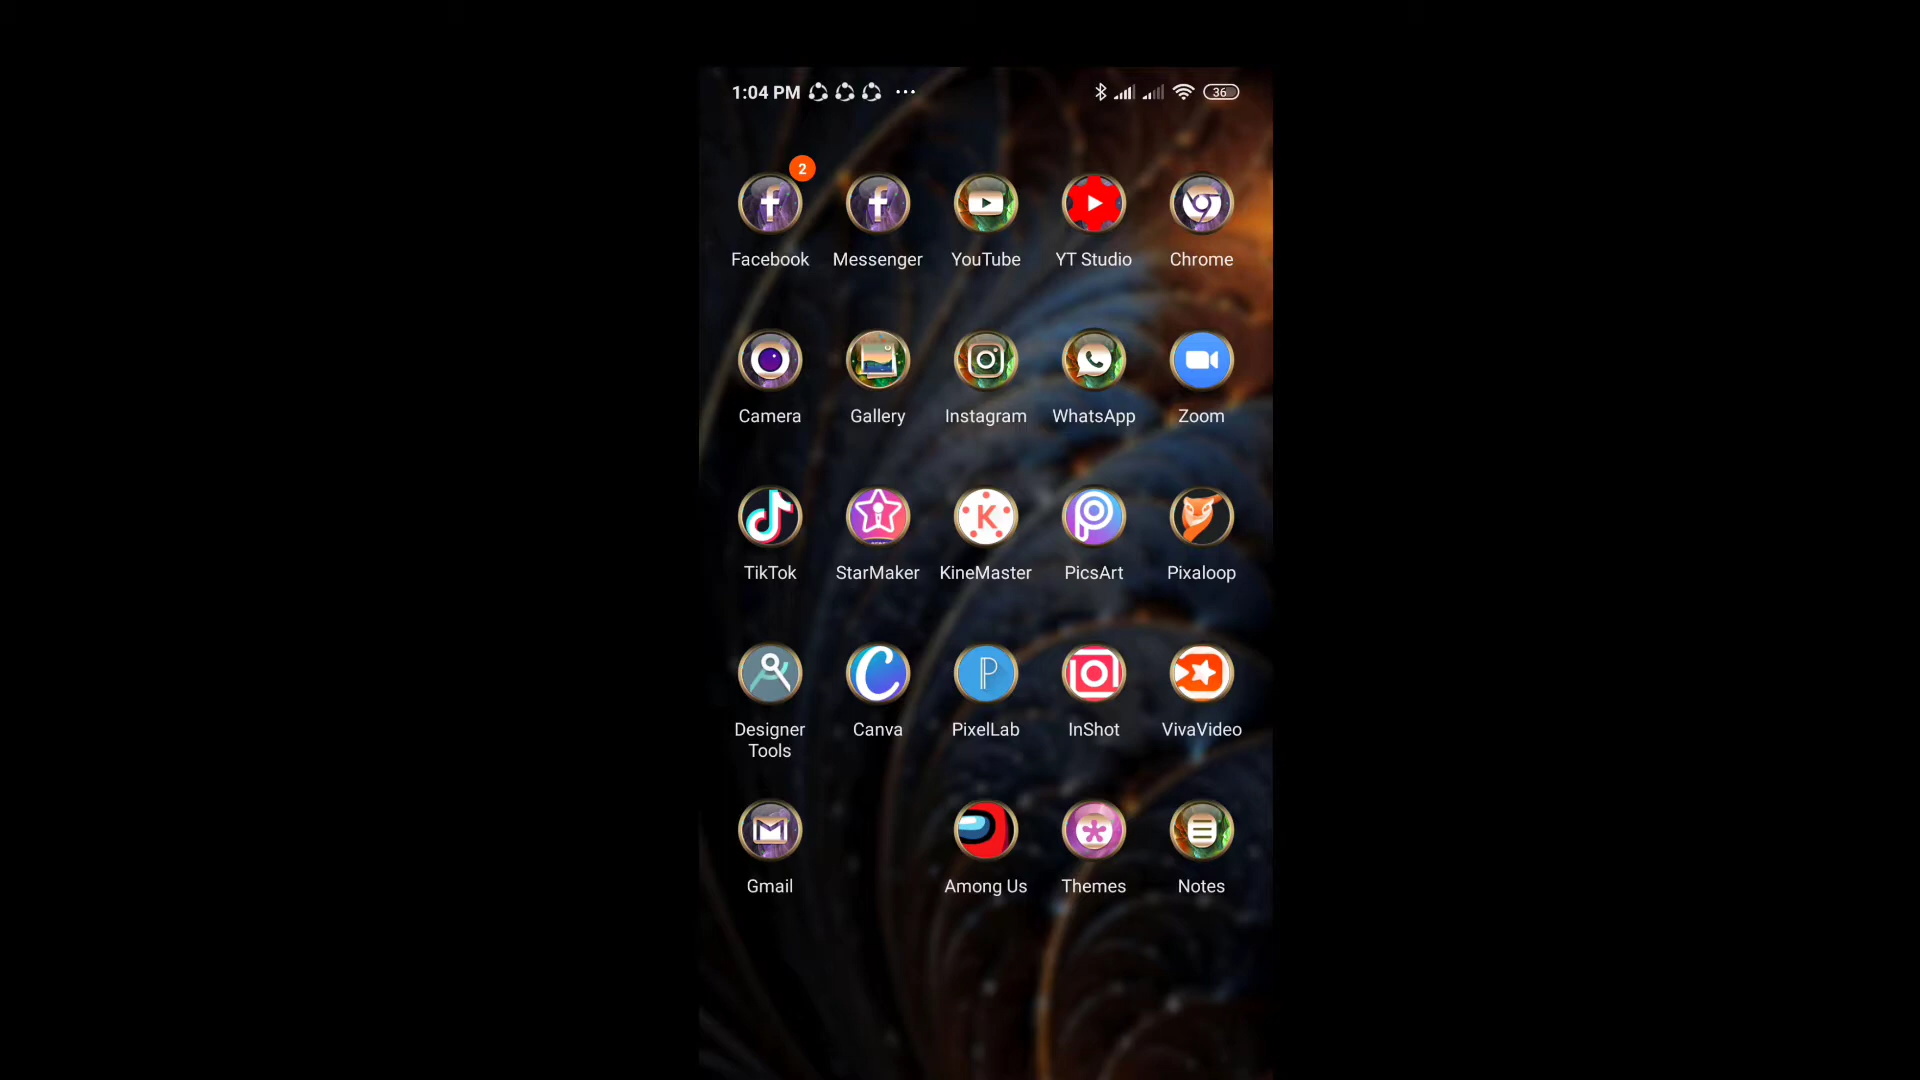 1:04 PM 36
2
Facebook Messenger YouTube YT Studio Chrome
Camera Gallery Instagram WhatsApp Zoom
TikTok StarMaker KineMaster PicsArt Pixaloop
Designer Canva PixelLab InShot VivaVideo
Tools
Gmail Among Us Themes Notes